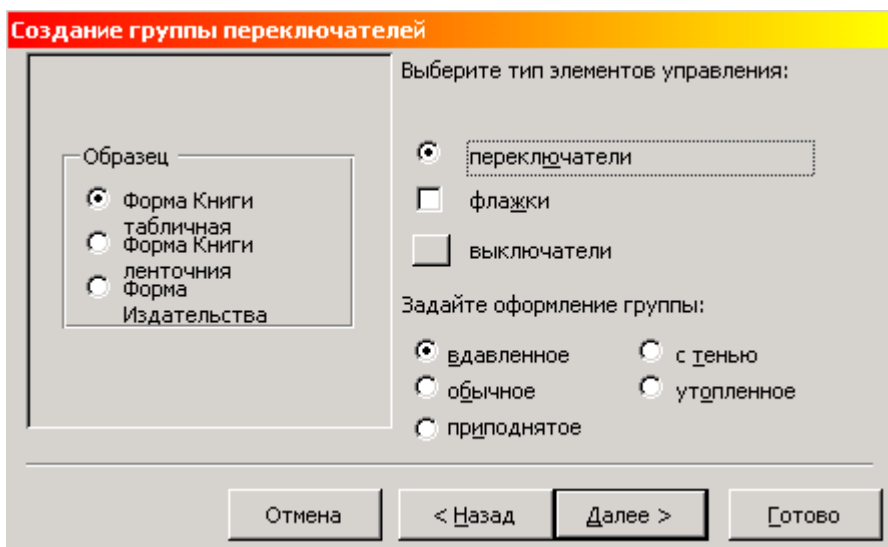 Создание группы переключателей
Выберите тип элементов управления:
Образец
Форма Книги
табличная
Форма Книги
ленточния
Форма
Издательства
переключатели
флажки
выключатели
Задайте оформление группы:
вдавленное
с тенью
обычное
утопленное
приподнятое
Отмена
< Назад
Далее >
Готово